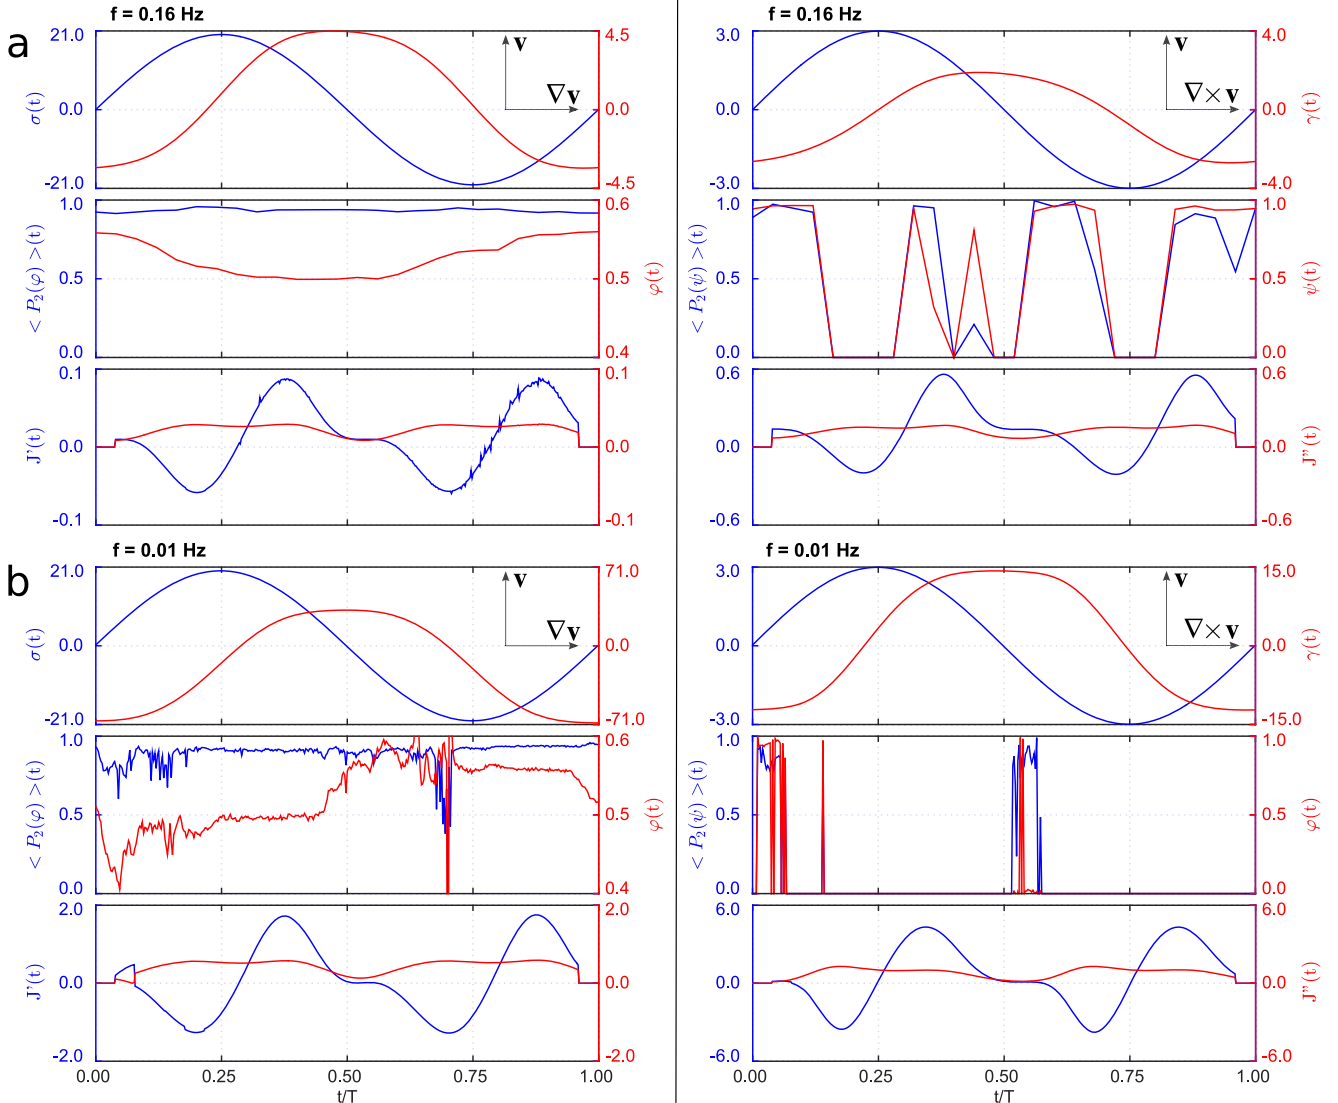 f = 0.16 Hz
a
21.0
0.0
-21.0
σ(t)
4.5
0.0
-4.5
v
∇v
1.0
0.5
0.0
< P₂(φ) >(t)
0.6
0.5
0.4
φ(t)
0.1
0.0
-0.1
J'(t)
0.1
0.0
-0.1
f = 0.16 Hz
3.0
0.0
-3.0
4.0
0.0
-4.0
γ(t)
v
∇×v
1.0
0.5
0.0
< P₂(ψ) >(t)
1.0
0.5
0.0
ψ(t)
0.6
0.0
-0.6
0.6
0.0
-0.6
J''(t)
f = 0.01 Hz
b
21.0
0.0
-21.0
σ(t)
71.0
0.0
-71.0
v
∇v
1.0
0.5
0.0
< P₂(φ) >(t)
0.6
0.5
0.4
φ(t)
2.0
0.0
-2.0
J'(t)
2.0
0.0
-2.0
0.00 0.25 0.50 0.75 1.00
t/T
f = 0.01 Hz
3.0
0.0
-3.0
15.0
0.0
-15.0
γ(t)
v
∇×v
1.0
0.5
0.0
< P₂(ψ) >(t)
1.0
0.5
0.0
φ(t)
6.0
0.0
-6.0
6.0
0.0
-6.0
J''(t)
0.00 0.25 0.50 0.75 1.00
t/T